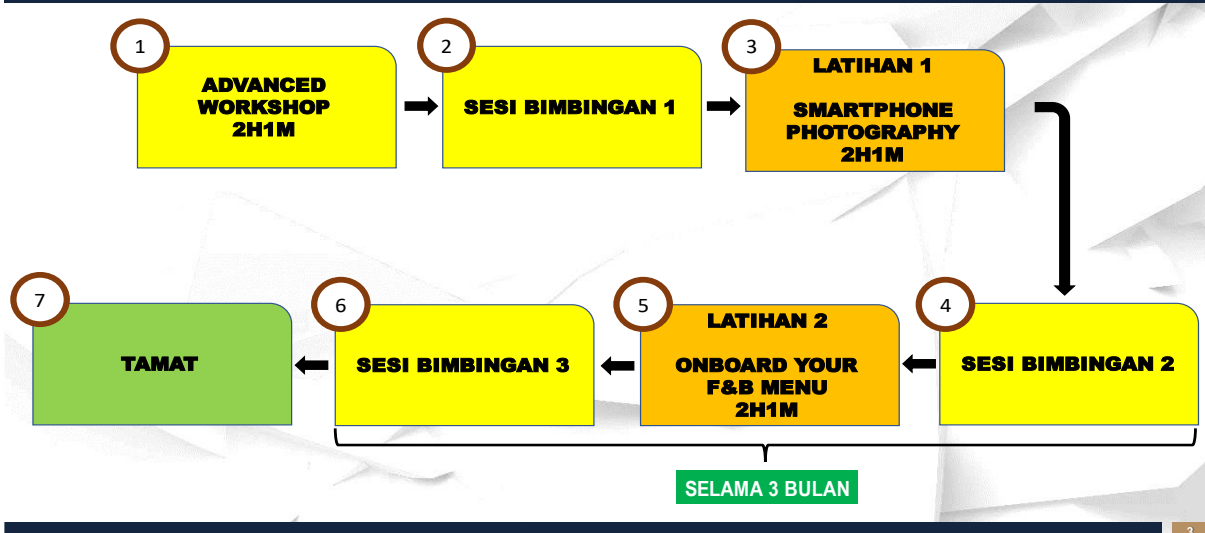 1
ADVANCED
WORKSHOP
2H1M
2
SESI BIMBINGAN 1
3
LATIHAN 1
SMARTPHONE
PHOTOGRAPHY
2H1M
4
SESI BIMBINGAN 2
5
LATIHAN 2
ONBOARD YOUR
F&B MENU
2H1M
6
SESI BIMBINGAN 3
7
TAMAT
SELAMA 3 BULAN
3